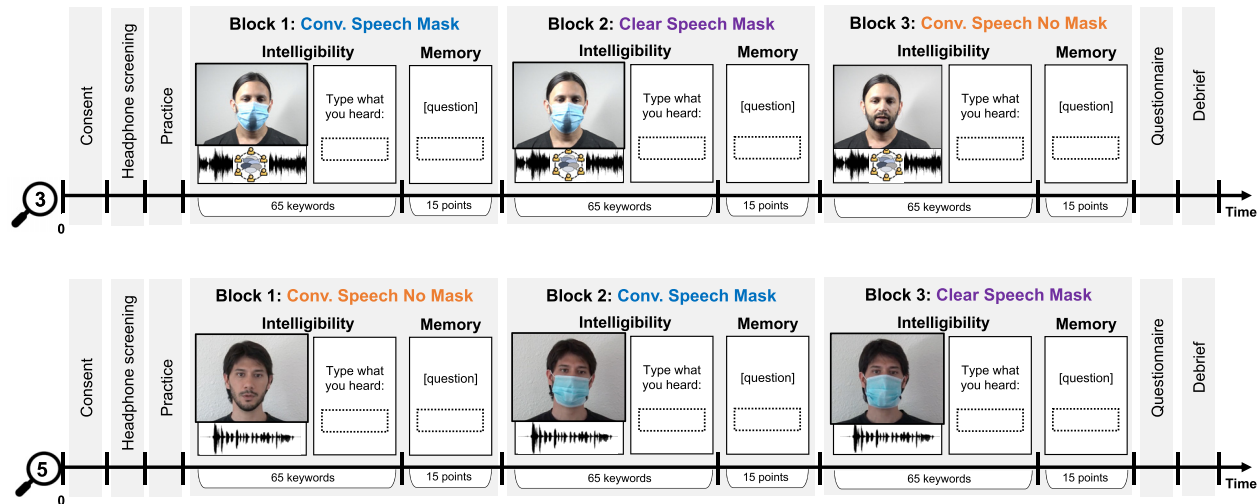 Block 1: Conv. Speech Mask
Block 2: Clear Speech Mask
Block 3: Conv. Speech No Mask
Intelligibility
Memory
Intelligibility
Memory
Intelligibility
Memory
Consent
Headphone screening
Practice
Type what
you heard:
[question]
Type what
you heard:
[question]
Type what
you heard:
[question]
Questionnaire
Debrief
3
0
65 keywords
15 points
65 keywords
15 points
65 keywords
15 points
Time
Block 1: Conv. Speech No Mask
Block 2: Conv. Speech Mask
Block 3: Clear Speech Mask
Intelligibility
Memory
Intelligibility
Memory
Intelligibility
Memory
Consent
Headphone screening
Practice
Type what
you heard:
[question]
Type what
you heard:
[question]
Type what
you heard:
[question]
Questionnaire
Debrief
5
0
65 keywords
15 points
65 keywords
15 points
65 keywords
15 points
Time